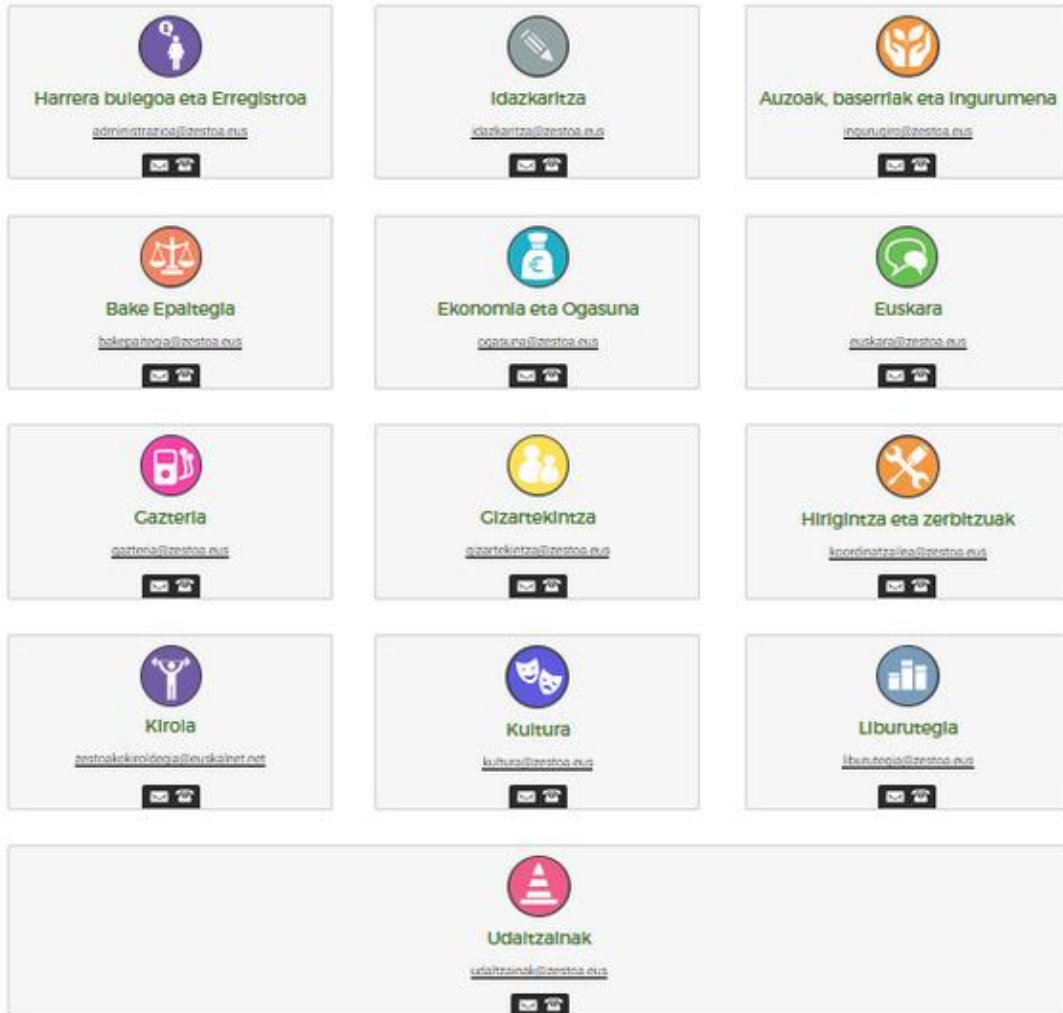 Harrera bulegoa eta Erregistroa
administrazioa@zestoa.eus
Idazkaritza
idazkaritza@zestoa.eus
Auzoak, baserriak eta Ingurumena
ingurugiro@zestoa.eus
Bake Epaitegia
bakepaitegia@zestoa.eus
Ekonomia eta Ogasuna
ogasuna@zestoa.eus
Euskara
euskara@zestoa.eus
Gazteria
gazteria@zestoa.eus
Gizartekintza
gizartekintza@zestoa.eus
Hirigintza eta zerbitzuak
koordinatzailea@zestoa.eus
Kirola
zestoakokiroldegia@euskalnet.net
Kultura
kultura@zestoa.eus
Liburutegia
liburutegia@zestoa.eus
Udaltzainak
udaltzainak@zestoa.eus